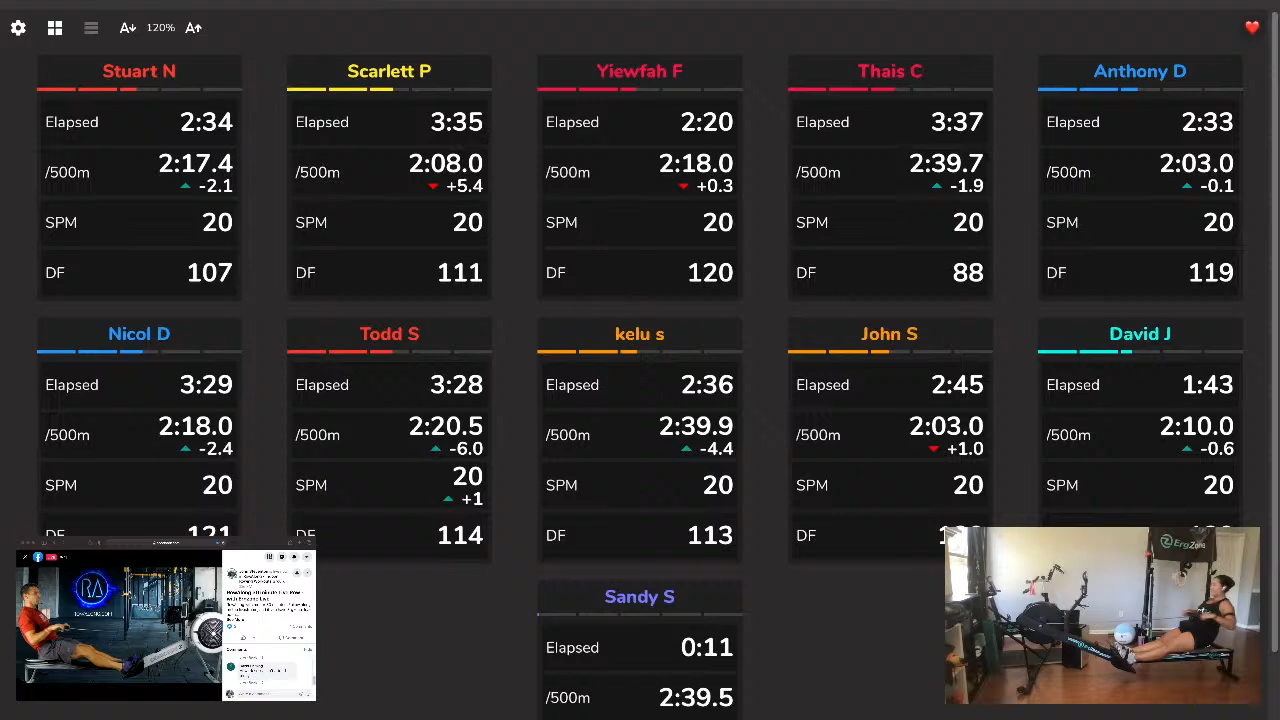 A 120% A
Stuart N
Elapsed 2:34
/500m 2:17.4
-2.1
SPM 20
DF 107
Scarlett P
Elapsed 3:35
/500m 2:08.0
+5.4
SPM 20
DF 111
Yiewfah F
Elapsed 2:20
/500m 2:18.0
+0.3
SPM 20
DF 120
Thais C
Elapsed 3:37
/500m 2:39.7
-1.9
SPM 20
DF 88
Anthony D
Elapsed 2:33
/500m 2:03.0
-0.1
SPM 20
DF 119
Nicol D
Elapsed 3:29
/500m 2:18.0
-2.4
SPM 20
DF 121
Todd S
Elapsed 3:28
/500m 2:20.5
-6.0
SPM 20
+1
DF 114
kelu s
Elapsed 2:36
/500m 2:39.9
-4.4
SPM 20
DF 113
John S
Elapsed 2:45
/500m 2:03.0
+1.0
SPM 20
DF
David J
Elapsed 1:43
/500m 2:10.0
-0.6
SPM 20
Sandy S
Elapsed 0:11
/500m 2:39.5
RA
ROWALONG.COM
Comments
ErgZone